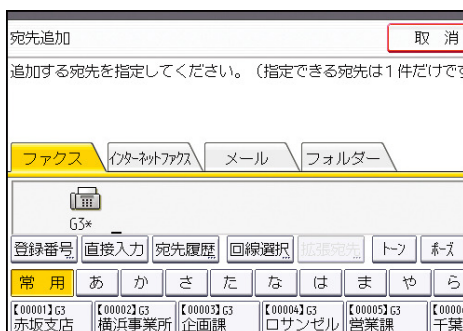 宛先追加
取 消
追加する宛先を指定してください。（指定できる宛先は1件だけです
ファクス インターネットファクス メール フォルダー
G3* _
登録番号 直接入力 宛先履歴 回線選択 拡張宛先 トーン ポーズ
常 用 あ か さ た な は ま や ら
【00001】G3 【00002】G3 【00003】G3 【00004】G3 【00005】G3 【0000
赤坂支店 横浜事業所 企画課 ロサンゼル 営業課 千葉